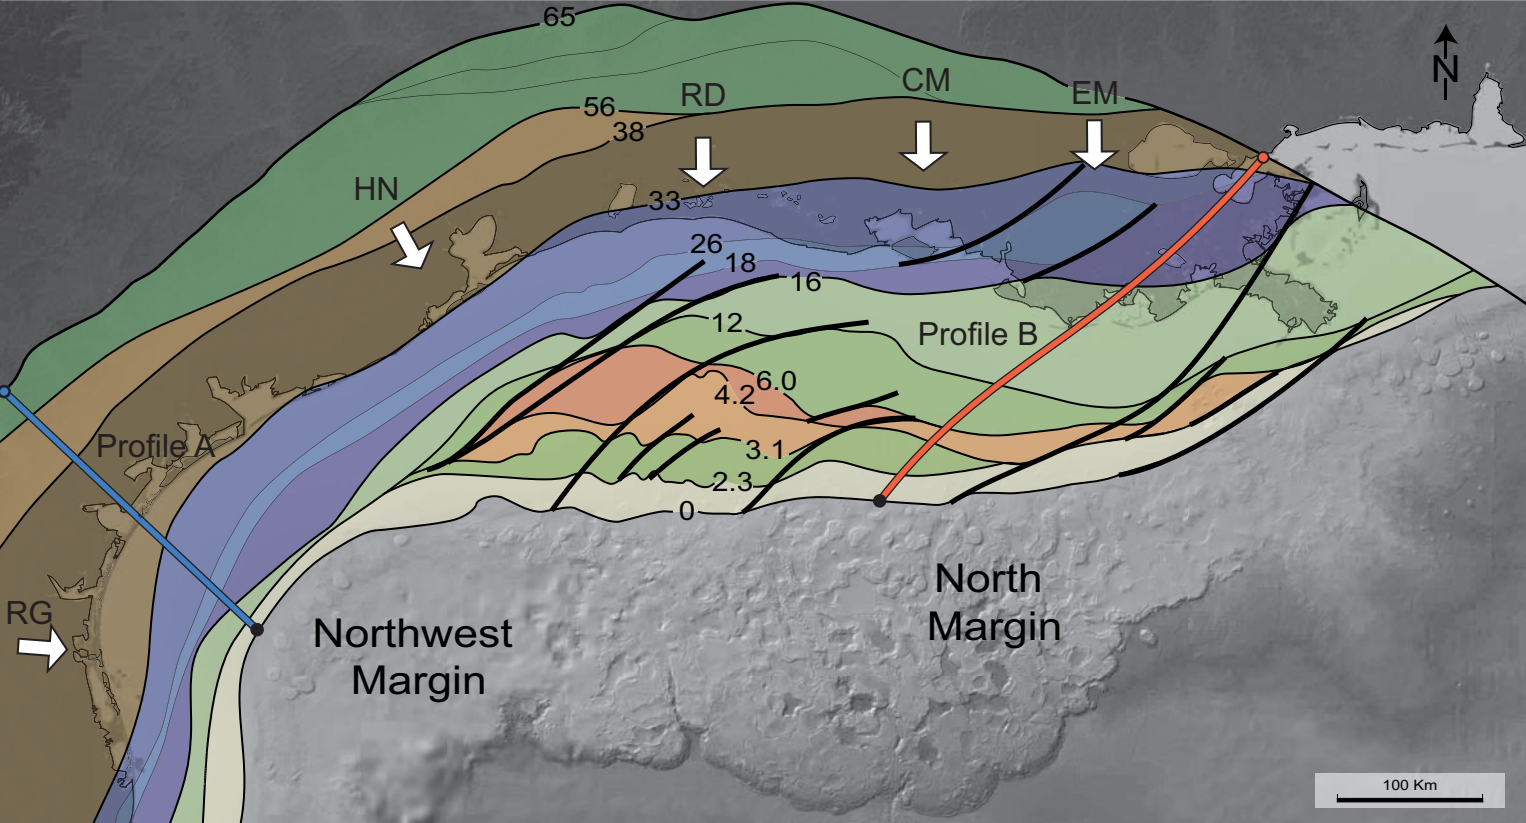 65
56
38
RD
CM
EM
N
HN
33
26
18
16
12
Profile B
6.0
4.2
Profile A
3.1
2.3
0
RG
Northwest
Margin
North
Margin
100 Km